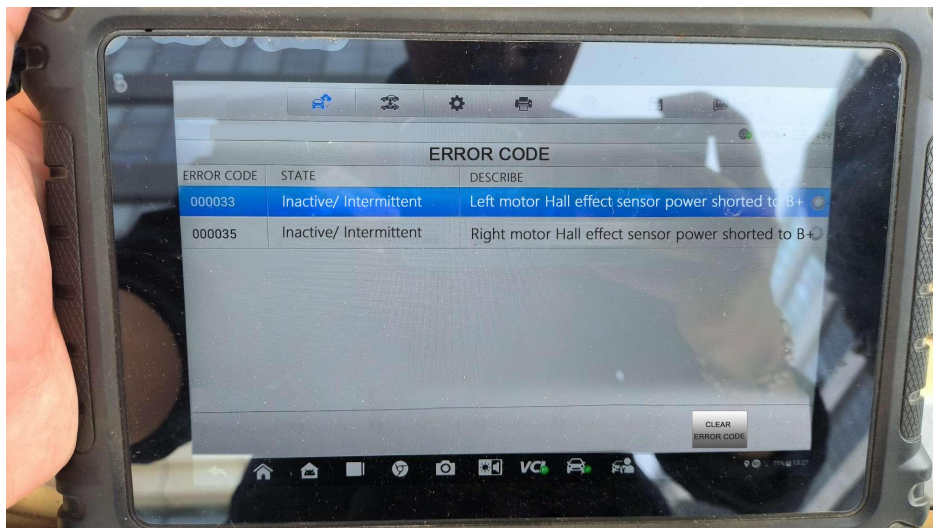 ERROR CODE
ERROR CODE STATE DESCRIBE
000033 Inactive/ Intermittent Left motor Hall effect sensor power shorted to B+
000035 Inactive/ Intermittent Right motor Hall effect sensor power shorted to B+
CLEAR
ERROR CODE
VCI